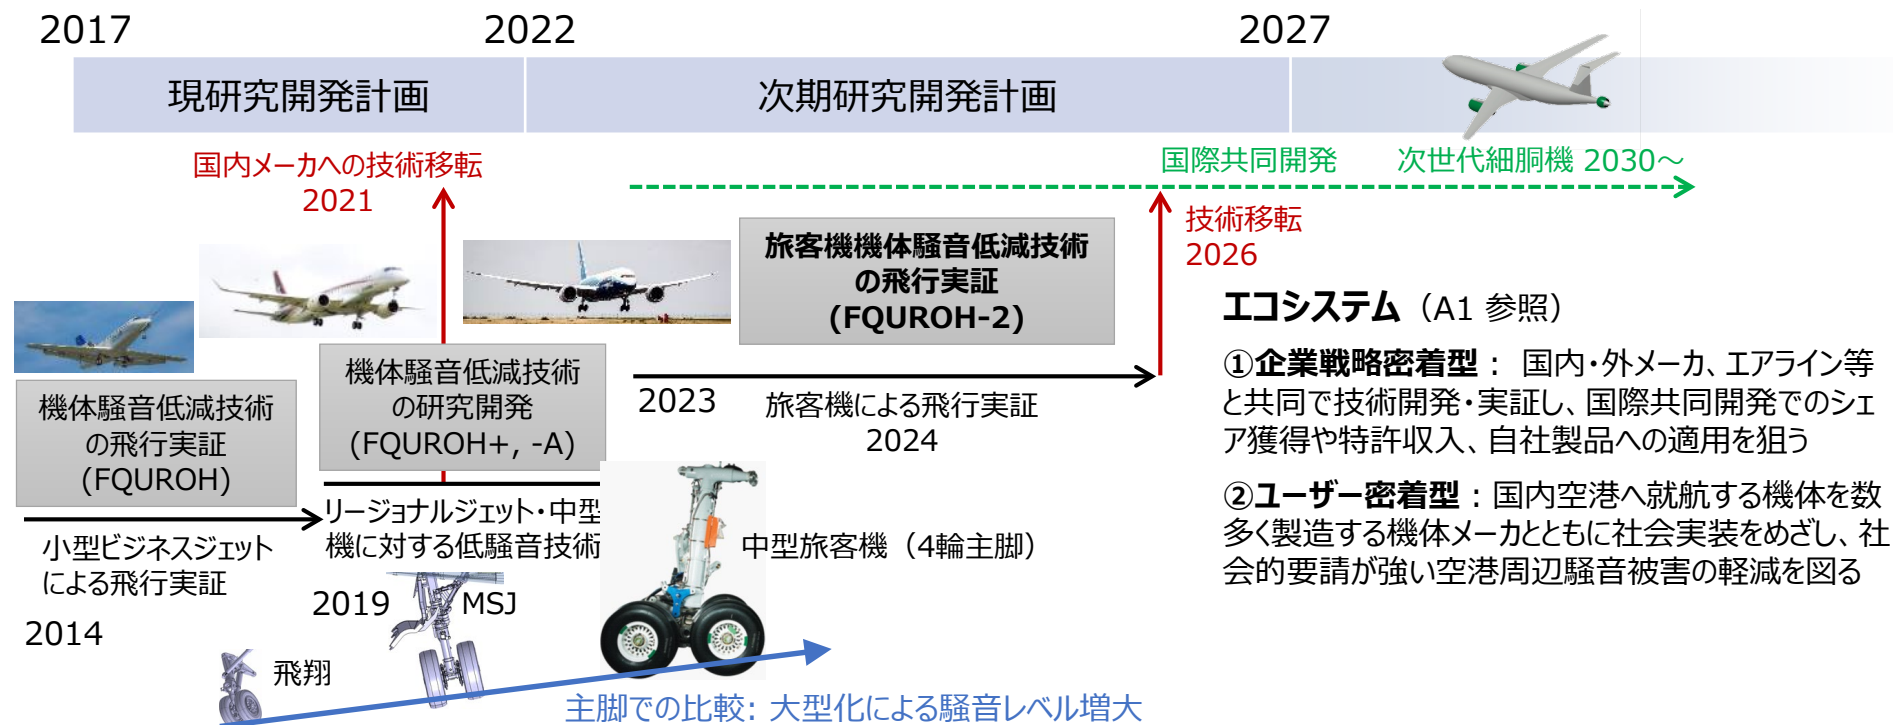 2017
2022
2027
現研究開発計画
次期研究開発計画
国内メーカへの技術移転
2021
国際共同開発
次世代細胴機 2030～
技術移転
2026
旅客機機体騒音低減技術
の飛行実証
(FQUROH-2)
機体騒音低減技術
の研究開発
(FQUROH+, -A)
機体騒音低減技術
の飛行実証
(FQUROH)
2023
旅客機による飛行実証
2024
小型ビジネスジェット
による飛行実証
2014
リージョナルジェット・中型
機に対する低騒音技術
2019
MSJ
飛翔
中型旅客機（4輪主脚）
主脚での比較: 大型化による騒音レベル増大
エコシステム（A1 参照）
①企業戦略密着型： 国内・外メーカ、エアライン等
と共同で技術開発・実証し、国際共同開発でのシェ
ア獲得や特許収入、自社製品への適用を狙う
②ユーザー密着型：国内空港へ就航する機体を数
多く製造する機体メーカとともに社会実装をめざし、社
会的要請が強い空港周辺騒音被害の軽減を図る